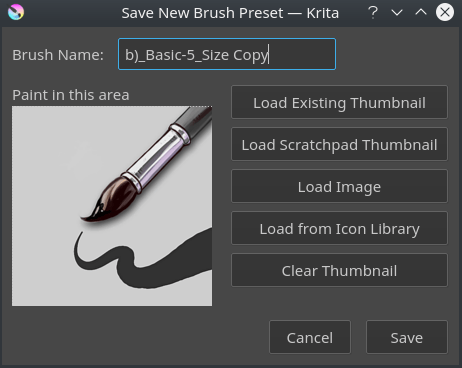 Save New Brush Preset — Krita
Brush Name: b)_Basic-5_Size Copy
Paint in this area
Load Existing Thumbnail
Load Scratchpad Thumbnail
Load Image
Load from Icon Library
Clear Thumbnail
Cancel Save